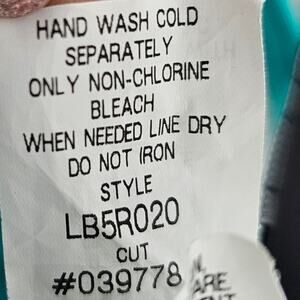 HAND WASH COLD
SEPARATELY
ONLY NON-CHLORINE
BLEACH
WHEN NEEDED LINE DRY
DO NOT IRON
STYLE
LB5R020
CUT
#039778
ARE